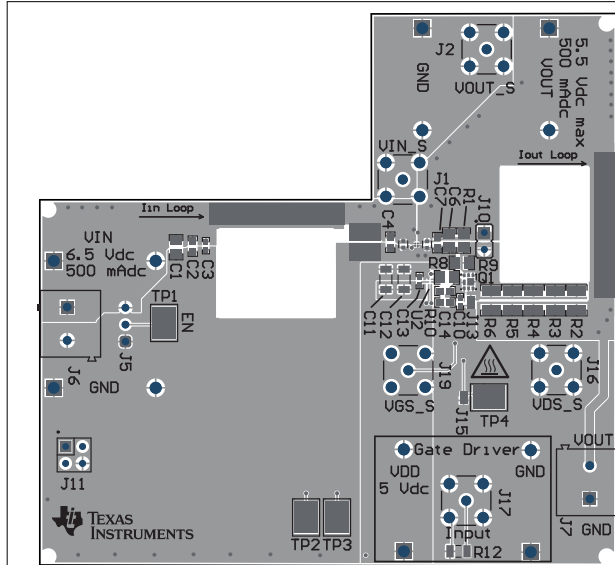 J2
GND
VOUT_S
VOUT
5.5 Vdc max
500 mAdc
VIN_S
Iout Loop
J1
Iin Loop
C4
C7
C6
R1
J10
VIN
6.5 Vdc
500 mAdc
C1
C2
C3
R8
R9
Q1
TP1
EN
C11
C12
C13
U2
R10
C14
C10
J13
R6
R5
R4
R3
R2
J6
J5
GND
J19
VGS_S
J15
TP4
J16
VDS_S
J11
VOUT
Gate Driver
VDD
5 Vdc
GND
J17
Input
R12
J7
GND
TEXAS
INSTRUMENTS
TP2
TP3